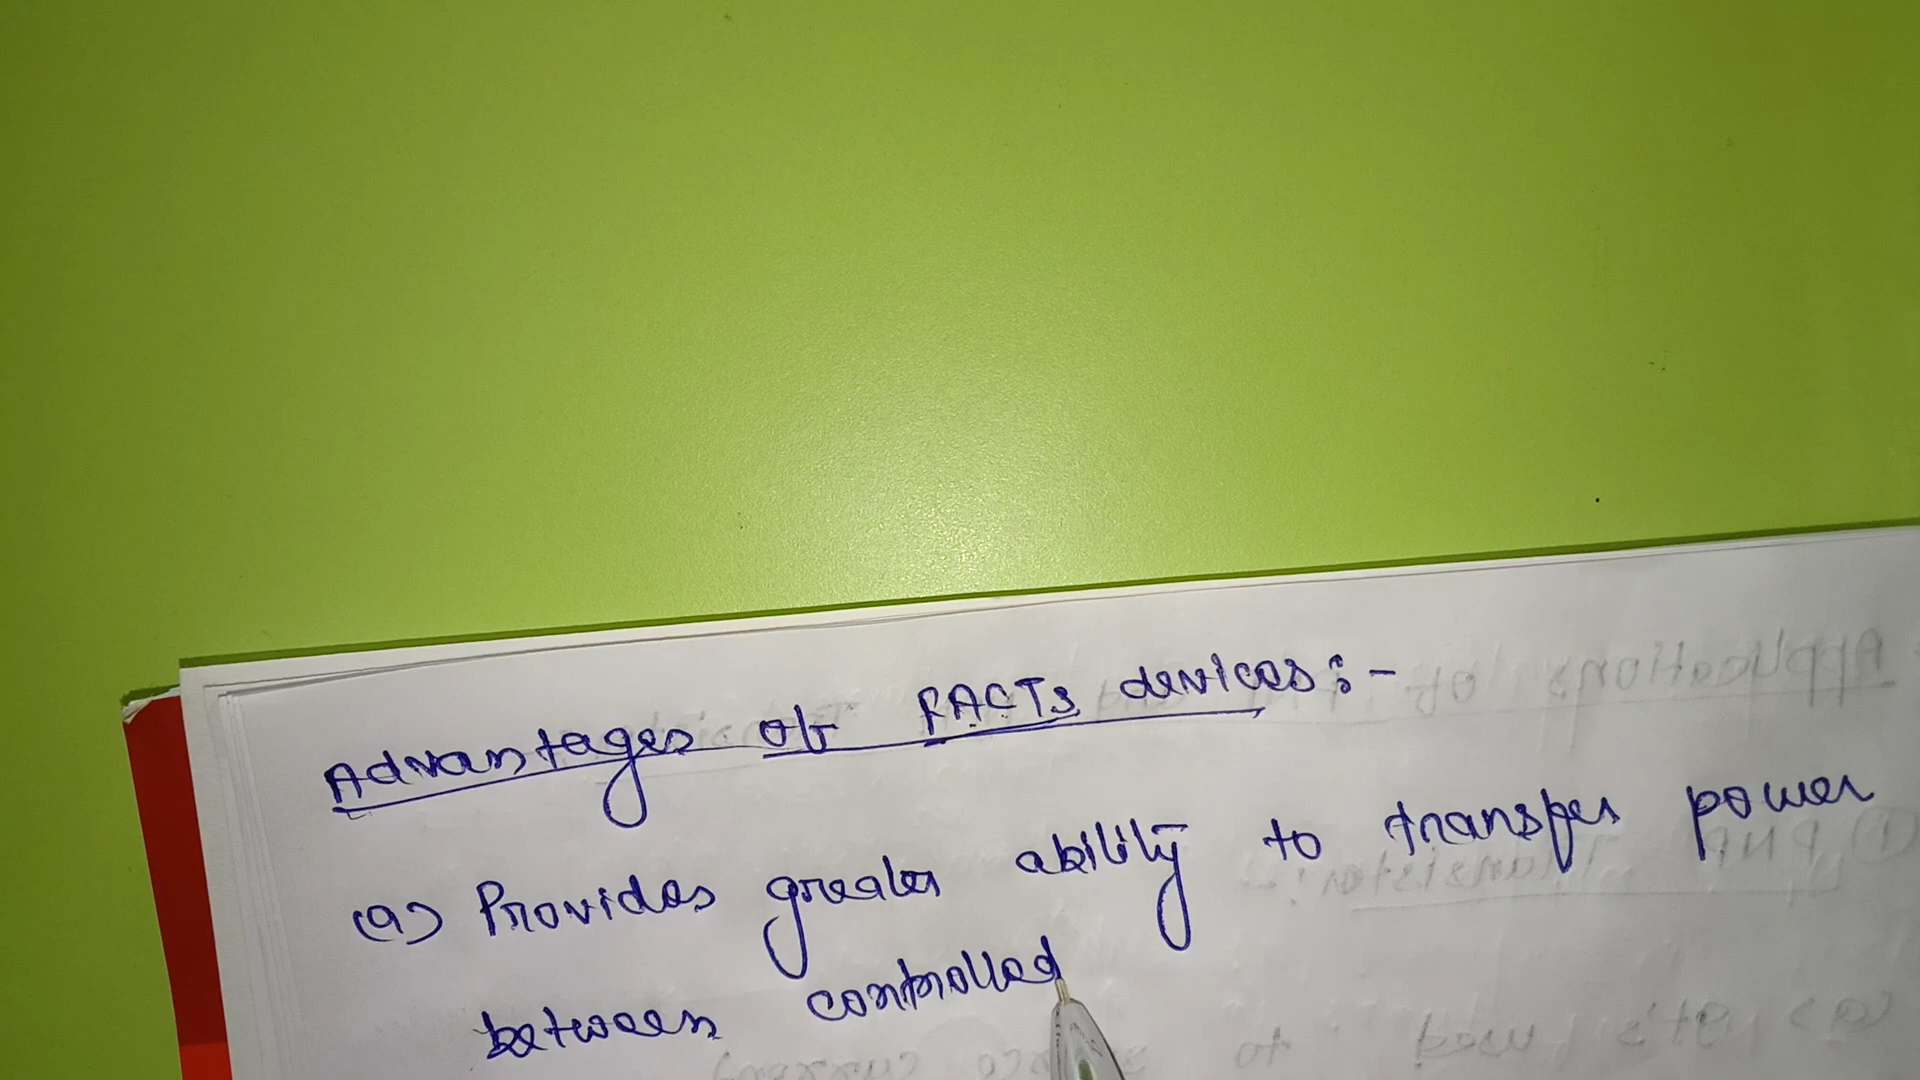 Advantages of FACTs devices:-
(a) Provides greater ability to transfer power
between controlled